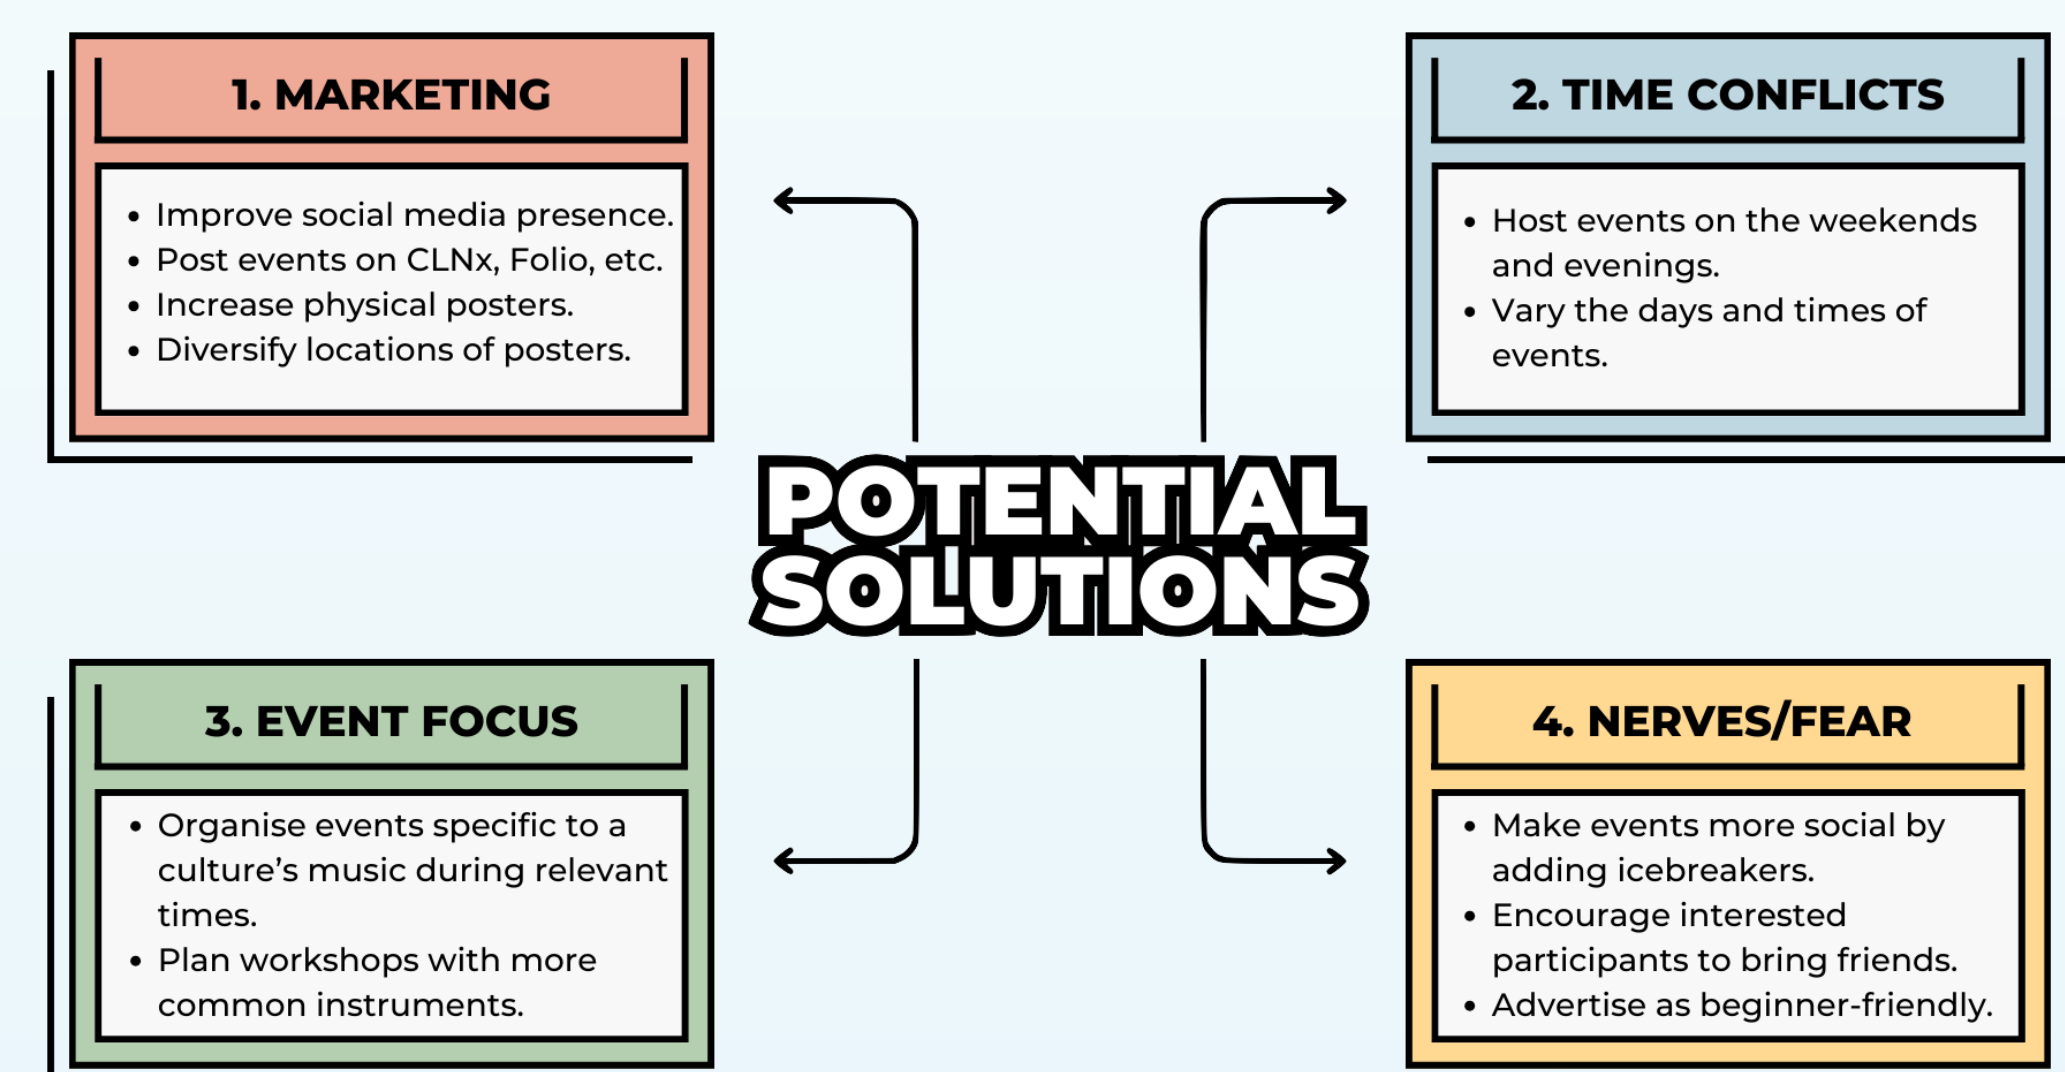 1. MARKETING
• Improve social media presence.
• Post events on CLNx, Folio, etc.
• Increase physical posters.
• Diversify locations of posters.
2. TIME CONFLICTS
• Host events on the weekends
and evenings.
• Vary the days and times of
events.
POTENTIAL
SOLUTIONS
3. EVENT FOCUS
• Organise events specific to a
culture’s music during relevant
times.
• Plan workshops with more
common instruments.
4. NERVES/FEAR
• Make events more social by
adding icebreakers.
• Encourage interested
participants to bring friends.
• Advertise as beginner-friendly.